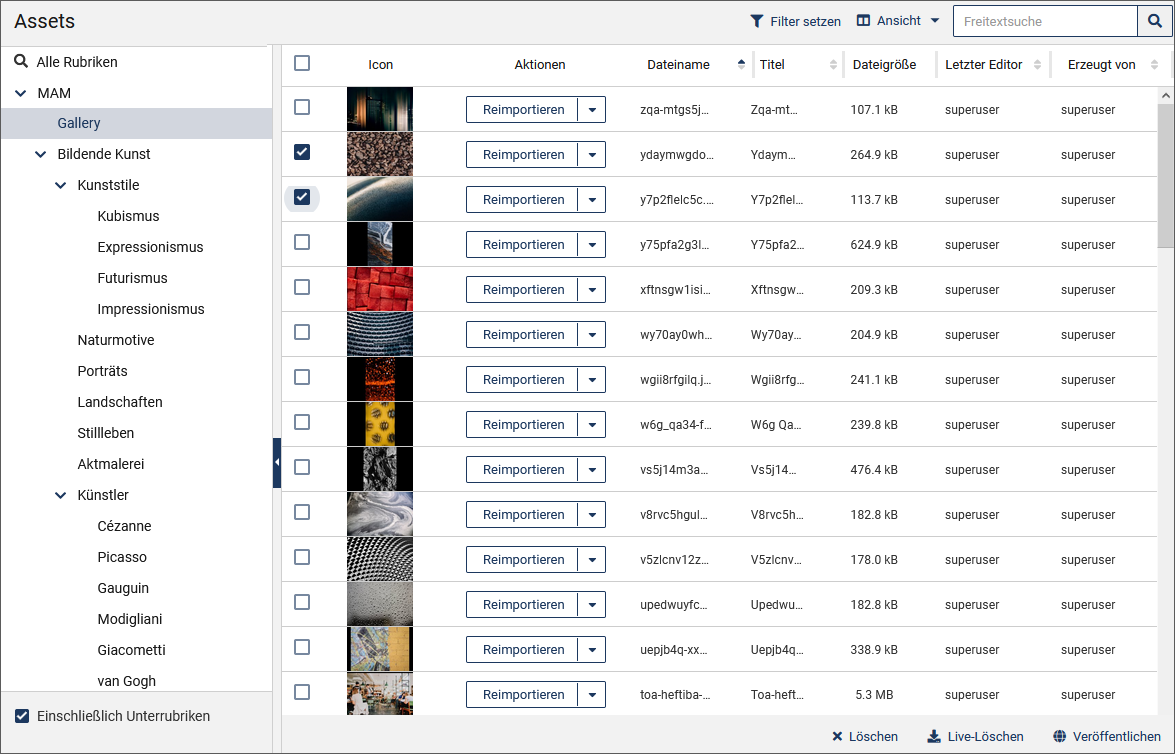 Assets
Filter setzen Ansicht Freitextsuche
Alle Rubriken
MAM
Gallery
Bildende Kunst
Kunststile
Kubismus
Expressionismus
Futurismus
Impressionismus
Naturmotive
Porträts
Landschaften
Stillleben
Aktmalerei
Künstler
Cézanne
Picasso
Gauguin
Modigliani
Giacometti
van Gogh
Einschließlich Unterrubriken
Icon Aktionen Dateiname Titel Dateigröße Letzter Editor Erzeugt von
Reimportieren zqa-mtgs5j... Zqa-mt... 107.1 kB superuser superuser
Reimportieren ydaymwgdo... Ydaym... 264.9 kB superuser superuser
Reimportieren y7p2flelc5c.... Y7p2flel... 113.7 kB superuser superuser
Reimportieren y75pfa2g3l... Y75pfa2... 624.9 kB superuser superuser
Reimportieren xftnsgw1isi... Xftnsgw... 209.3 kB superuser superuser
Reimportieren wy70ay0wh... Wy70ay... 204.9 kB superuser superuser
Reimportieren wgii8rfgilq.j... Wgii8rfg... 241.1 kB superuser superuser
Reimportieren w6g_qa34-f... W6g Qa... 239.8 kB superuser superuser
Reimportieren vs5j14m3a... Vs5j14... 476.4 kB superuser superuser
Reimportieren v8rvc5hgul... V8rvc5h... 182.8 kB superuser superuser
Reimportieren v5zlcnv12z... V5zlcnv... 178.0 kB superuser superuser
Reimportieren upedwuyfc... Upedwu... 182.8 kB superuser superuser
Reimportieren uepjb4q-xx... Uepjb4q... 338.9 kB superuser superuser
Reimportieren toa-heftiba-... Toa-heft... 5.3 MB superuser superuser
Löschen Live-Löschen Veröffentlichen